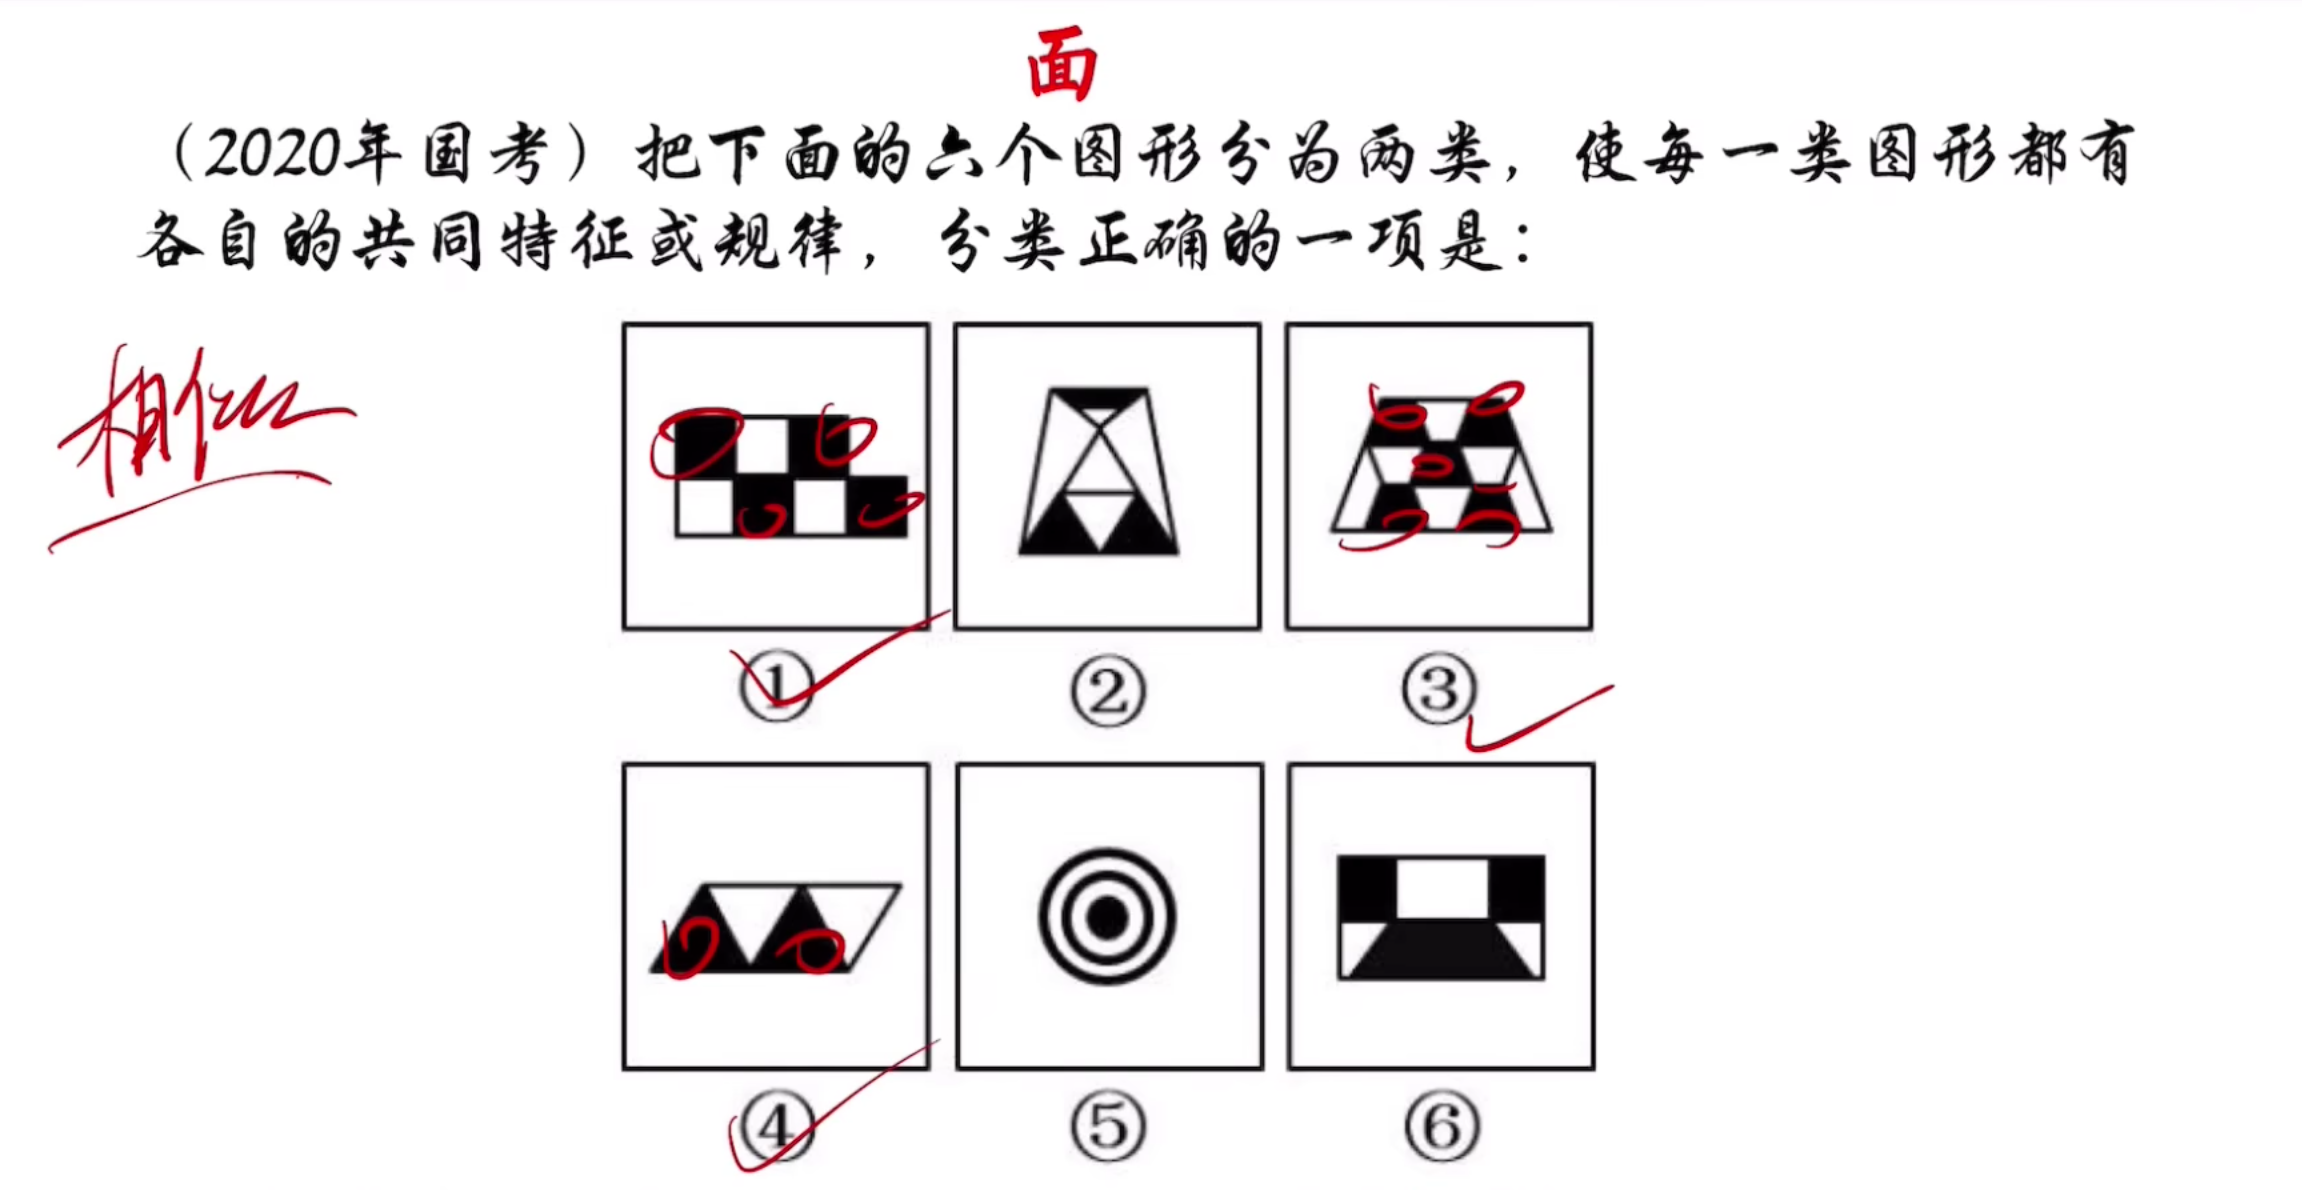 面
（2020年国考）把下面的六个图形分为两类，使每一类图形都有
各自的共同特征或规律，分类正确的一项是：
相似
① ② ③
④ ⑤ ⑥